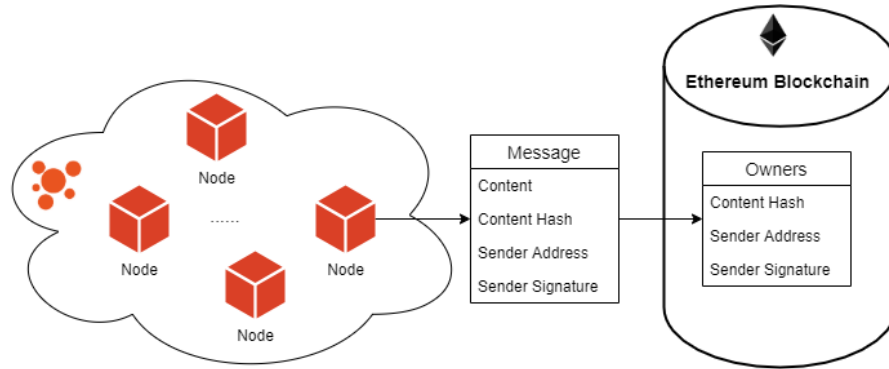 Ethereum Blockchain
Node
Node
......
Node
Node
Message
Content
Content Hash
Sender Address
Sender Signature
Owners
Content Hash
Sender Address
Sender Signature